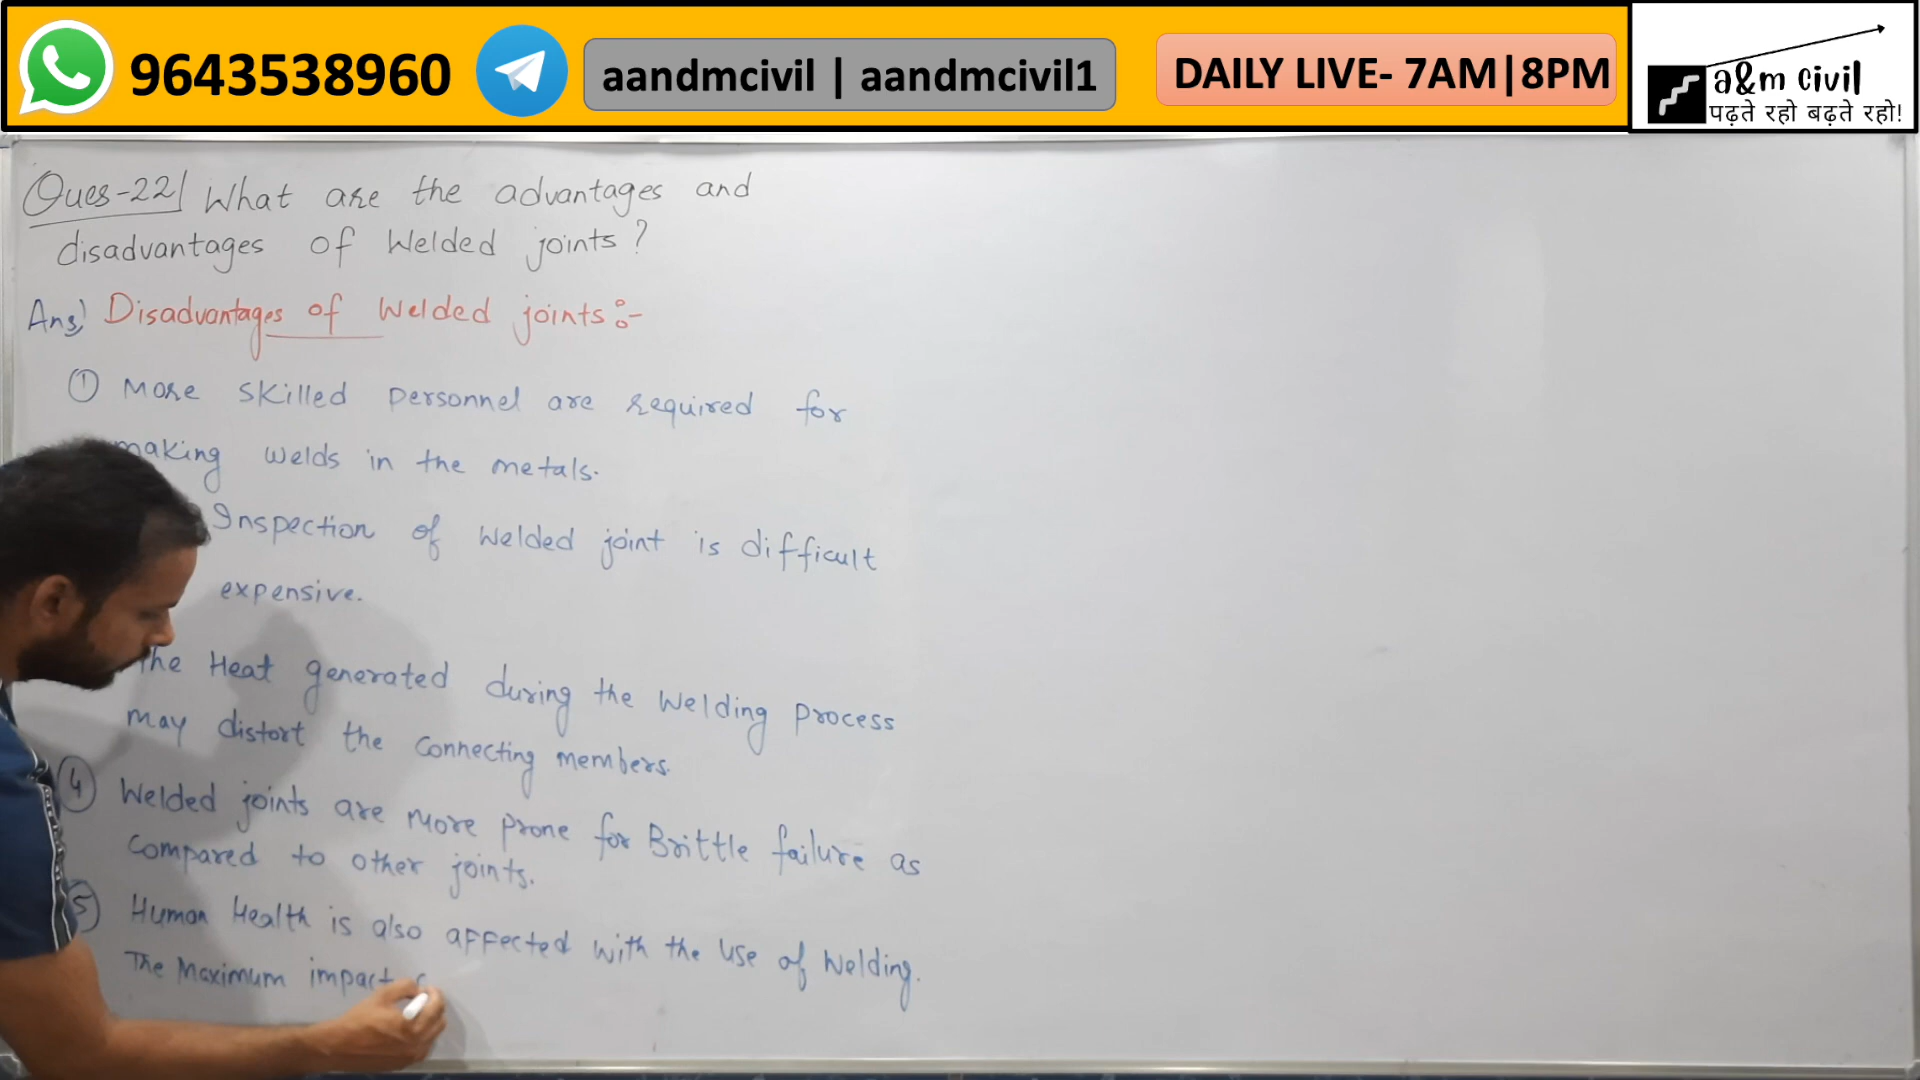 9643538960
aandmcivil | aandmcivil1
DAILY LIVE- 7AM|8PM
a&m civil
पढ़ते रहो बढ़ते रहो!
Ques-22) What are the advantages and
disadvantages of Welded joints?
Ans) Disadvantages of Welded joints:-
① More skilled personnel are required for
making welds in the metals.
Inspection of Welded joint is difficult
expensive.
The Heat generated during the Welding process
may distort the connecting members.
④ Welded joints are More prone for Brittle failure as
compared to other joints.
⑤ Human Health is also affected with the use of Welding.
The Maximum impact